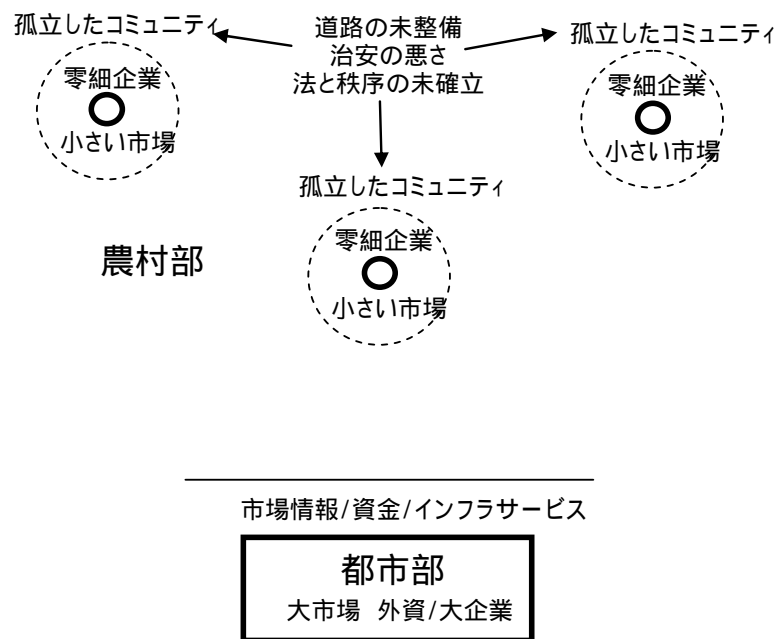 道路の未整備
治安の悪さ
法と秩序の未確立
孤立したコミュニティ
零細企業
小さい市場
孤立したコミュニティ
零細企業
小さい市場
孤立したコミュニティ
零細企業
小さい市場
農村部
市場情報/資金/インフラサービス
都市部
大市場 外資/大企業